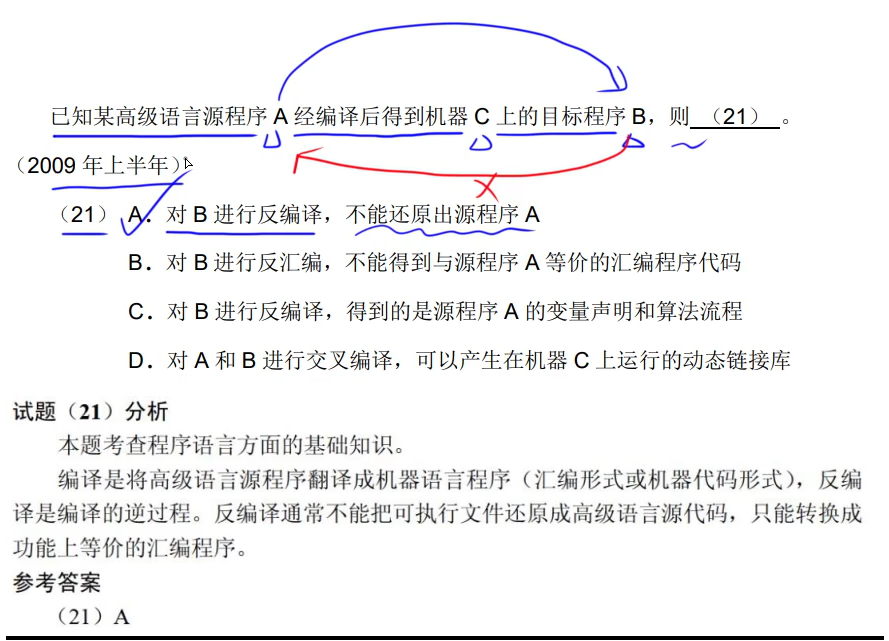 已知某高级语言源程序 A 经编译后得到机器 C 上的目标程序 B，则 （21） 。
（2009 年上半年）
（21） A．对 B 进行反编译，不能还原出源程序 A
B．对 B 进行反汇编，不能得到与源程序 A 等价的汇编程序代码
C．对 B 进行反编译，得到的是源程序 A 的变量声明和算法流程
D．对 A 和 B 进行交叉编译，可以产生在机器 C 上运行的动态链接库
试题（21）分析
本题考查程序语言方面的基础知识。
编译是将高级语言源程序翻译成机器语言程序（汇编形式或机器代码形式），反编
译是编译的逆过程。反编译通常不能把可执行文件还原成高级语言源代码，只能转换成
功能上等价的汇编程序。
参考答案
（21）A